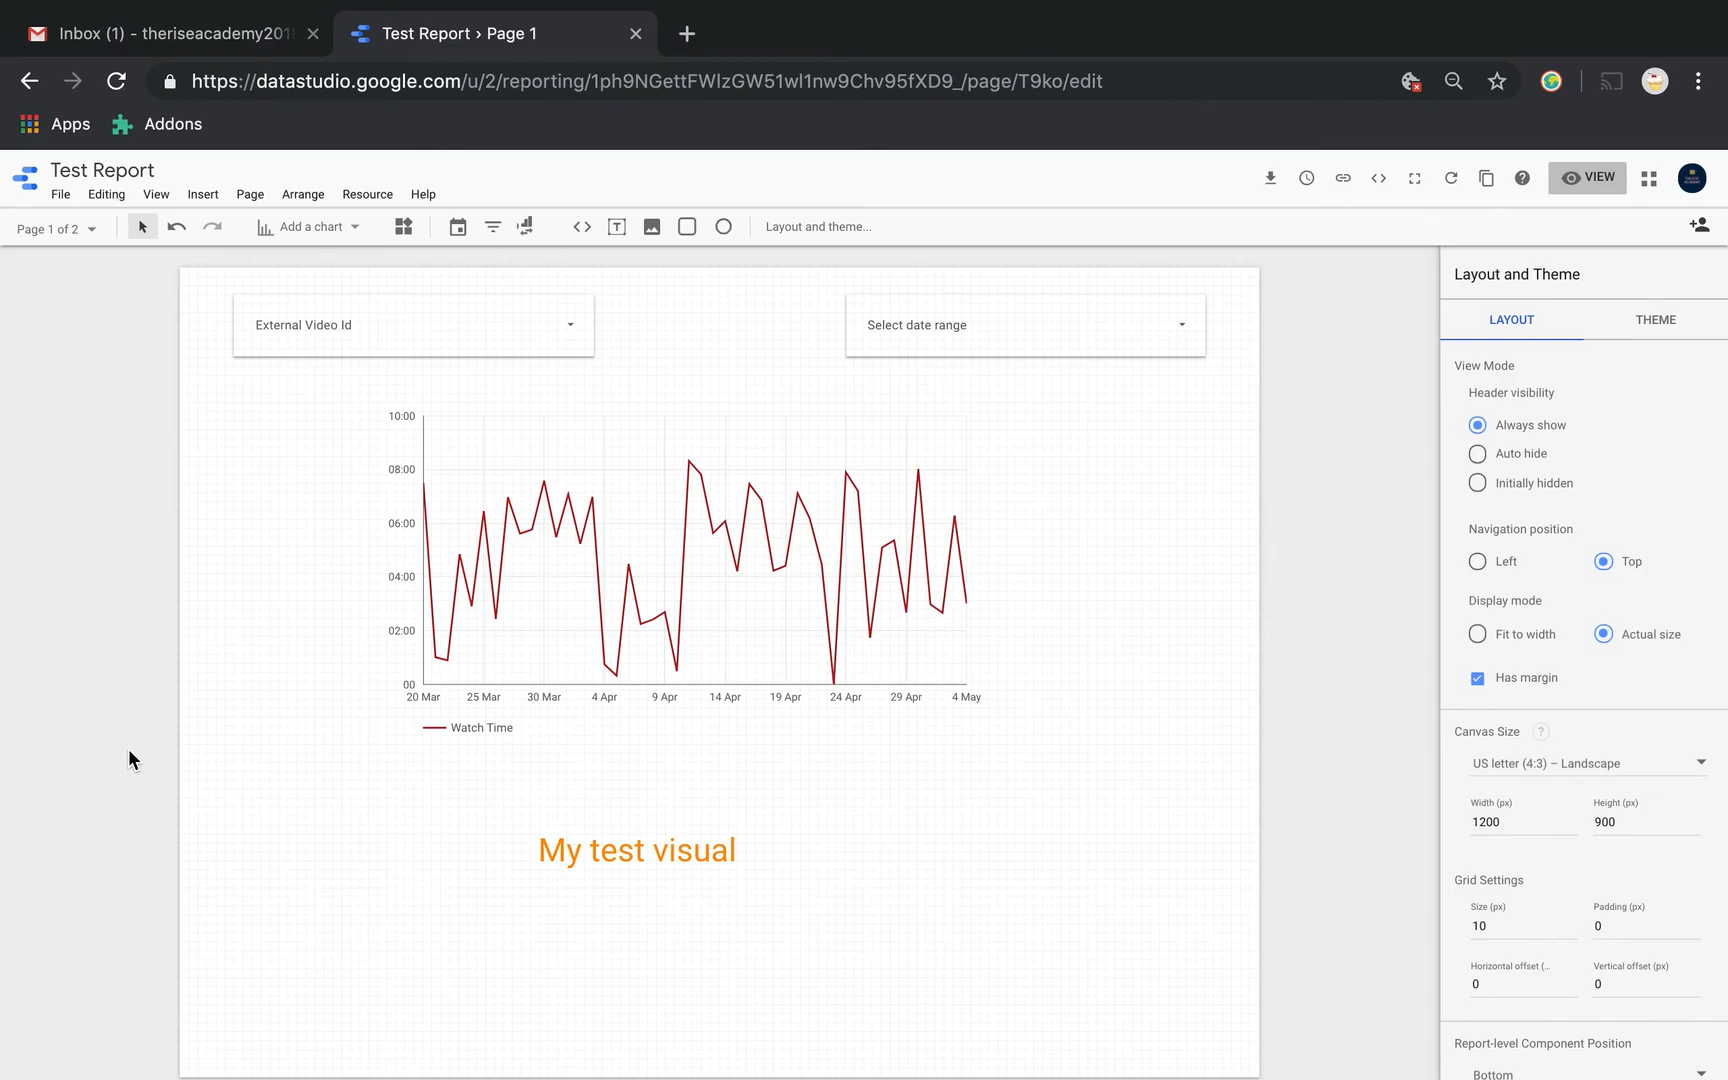 Inbox (1) - theriseacademy201
Test Report › Page 1
https://datastudio.google.com/u/2/reporting/1ph9NGettFWIzGW51wl1nw9Chv95fXD9_/page/T9ko/edit
Apps
Addons
Test Report
File Editing View Insert Page Arrange Resource Help
VIEW
Page 1 of 2
Add a chart
Layout and theme...
Layout and Theme
LAYOUT THEME
View Mode
Header visibility
Always show
Auto hide
Initially hidden
Navigation position
Left Top
Display mode
Fit to width Actual size
Has margin
Canvas Size ?
US letter (4:3) – Landscape
Width (px) Height (px)
1200 900
Grid Settings
Size (px) Padding (px)
10 0
Horizontal offset (... Vertical offset (px)
0 0
Report-level Component Position
Bottom
External Video Id
Select date range
10:00
08:00
06:00
04:00
02:00
00
20 Mar 25 Mar 30 Mar 4 Apr 9 Apr 14 Apr 19 Apr 24 Apr 29 Apr 4 May
Watch Time
My test visual